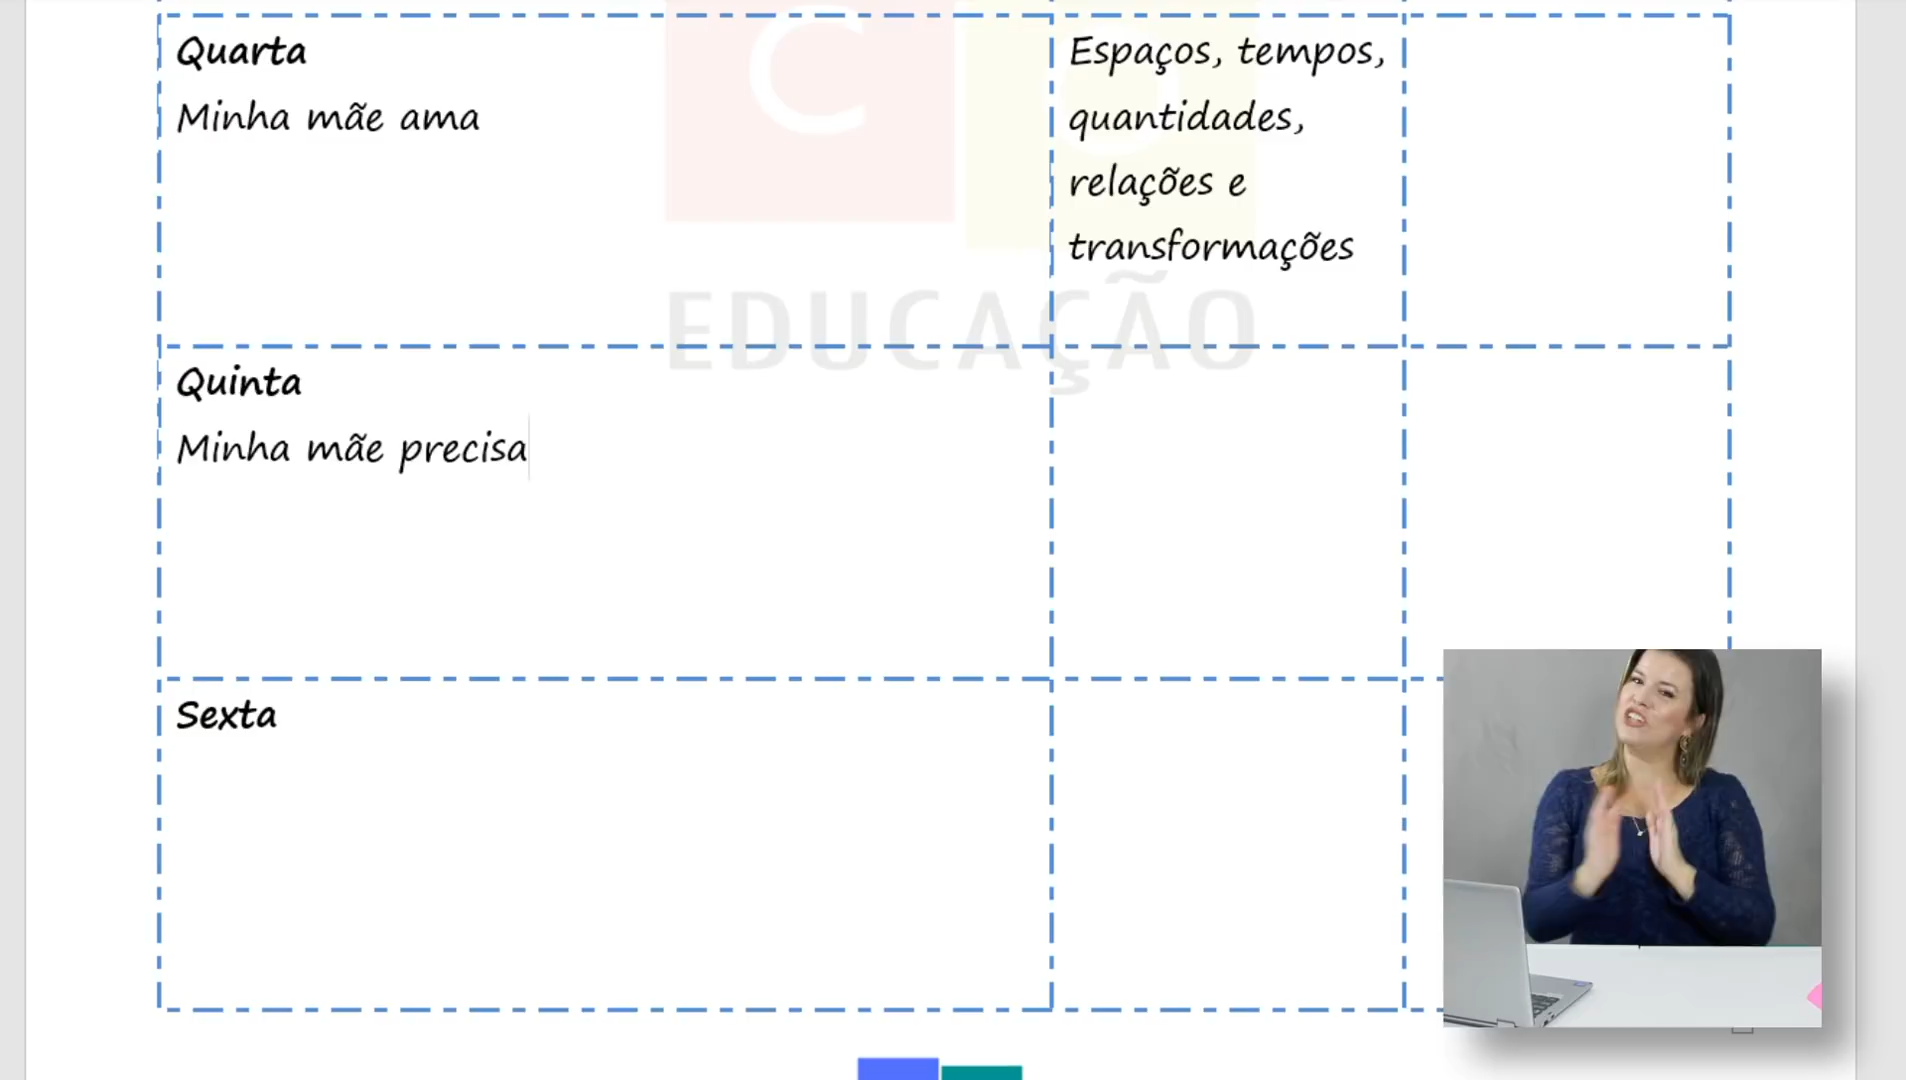 Quarta
Minha mãe ama
Espaços, tempos,
quantidades,
relações e
transformações
C
EDUCAÇÃO
Quinta
Minha mãe precisa
Sexta